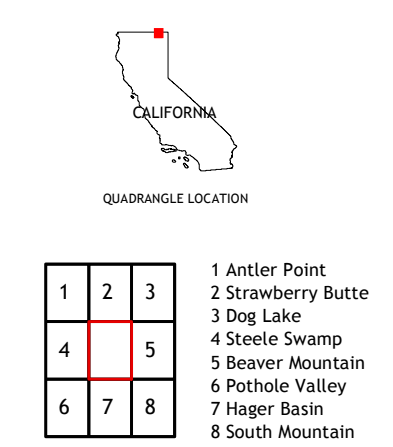 CALIFORNIA
QUADRANGLE LOCATION
1 2 3
4 5
6 7 8
1 Antler Point
2 Strawberry Butte
3 Dog Lake
4 Steele Swamp
5 Beaver Mountain
6 Pothole Valley
7 Hager Basin
8 South Mountain